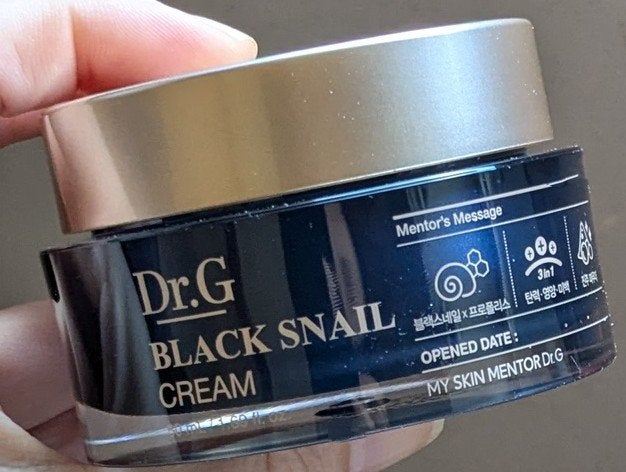 Dr.G
BLACK SNAIL
CREAM
Mentor's Message
블랙스네일 x 프로폴리스
3 in 1
탄력·영양·미백
OPENED DATE :
MY SKIN MENTOR Dr.G